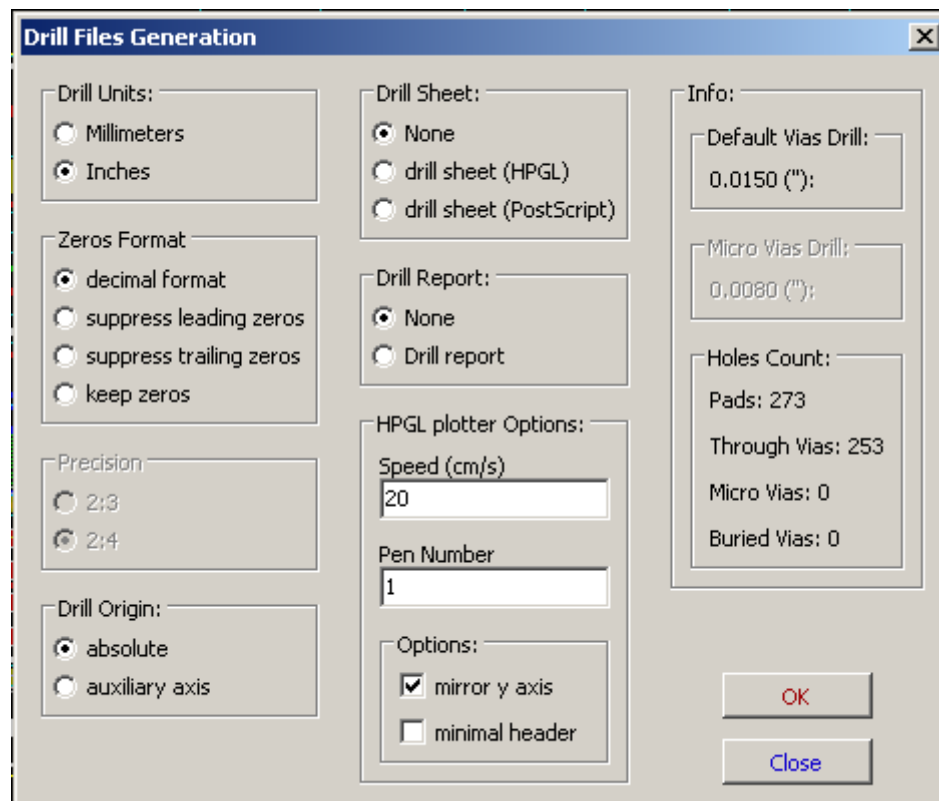 Drill Files Generation
Drill Units:
Millimeters
Inches
Zeros Format
decimal format
suppress leading zeros
suppress trailing zeros
keep zeros
Precision
2:3
2:4
Drill Origin:
absolute
auxiliary axis
Drill Sheet:
None
drill sheet (HPGL)
drill sheet (PostScript)
Drill Report:
None
Drill report
HPGL plotter Options:
Speed (cm/s)
20
Pen Number
1
Options:
mirror y axis
minimal header
Info:
Default Vias Drill:
0.0150 ("):
Micro Vias Drill:
0.0080 ("):
Holes Count:
Pads: 273
Through Vias: 253
Micro Vias: 0
Buried Vias: 0
OK
Close